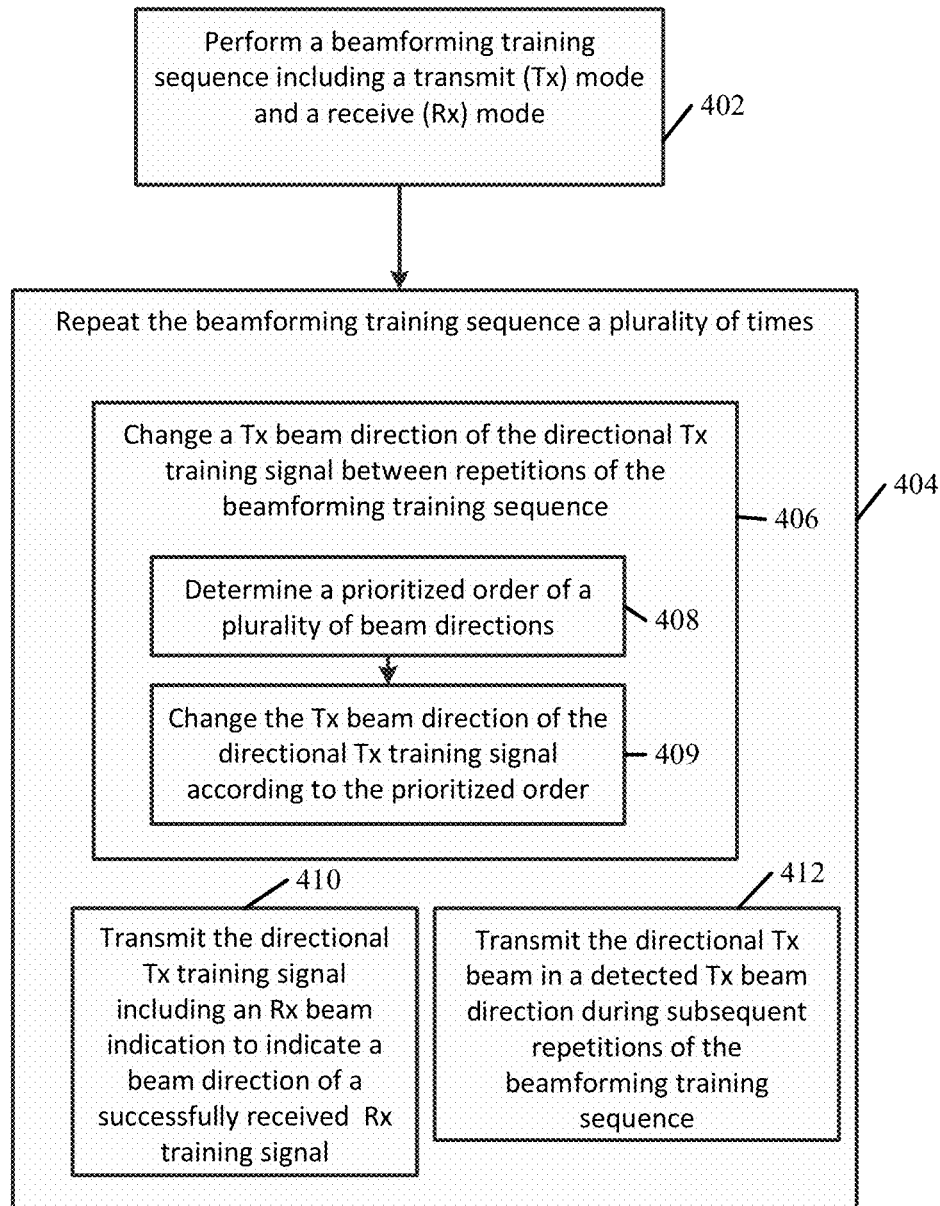 Perform a beamforming training
sequence including a transmit (Tx) mode
and a receive (Rx) mode
402
Repeat the beamforming training sequence a plurality of times
404
Change a Tx beam direction of the directional Tx
training signal between repetitions of the
beamforming training sequence
406
Determine a prioritized order of a
plurality of beam directions
408
Change the Tx beam direction of the
directional Tx training signal
according to the prioritized order
409
410
Transmit the directional
Tx training signal
including an Rx beam
indication to indicate a
beam direction of a
successfully received Rx
training signal
412
Transmit the directional Tx
beam in a detected Tx beam
direction during subsequent
repetitions of the
beamforming training
sequence